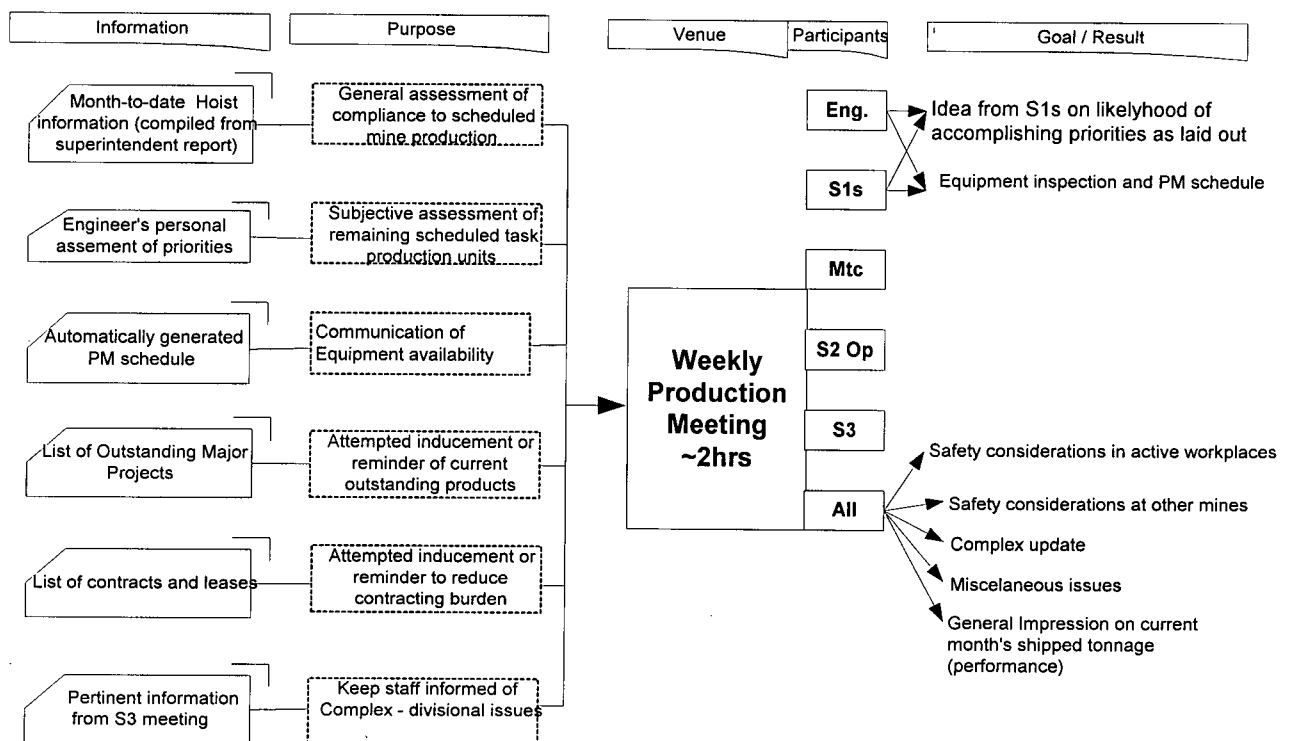 Information
Purpose
Venue
Participants
Goal / Result
Month-to-date Hoist
information (compiled from
superintendent report)
General assessment of
compliance to scheduled
mine production
Engineer's personal
assement of priorities
Subjective assessment of
remaining scheduled task
production units
Automatically generated
PM schedule
Communication of
Equipment availability
List of Outstanding Major
Projects
Attempted inducement or
reminder of current
outstanding products
List of contracts and leases
Attempted inducement or
reminder to reduce
contracting burden
Pertinent information
from S3 meeting
Keep staff informed of
Complex - divisional issues
Weekly
Production
Meeting
~2hrs
Eng.
S1s
Mtc
S2 Op
S3
All
Idea from S1s on likelyhood of
accomplishing priorities as laid out
Equipment inspection and PM schedule
Safety considerations in active workplaces
Safety considerations at other mines
Complex update
Miscelaneous issues
General Impression on current
month's shipped tonnage
(performance)